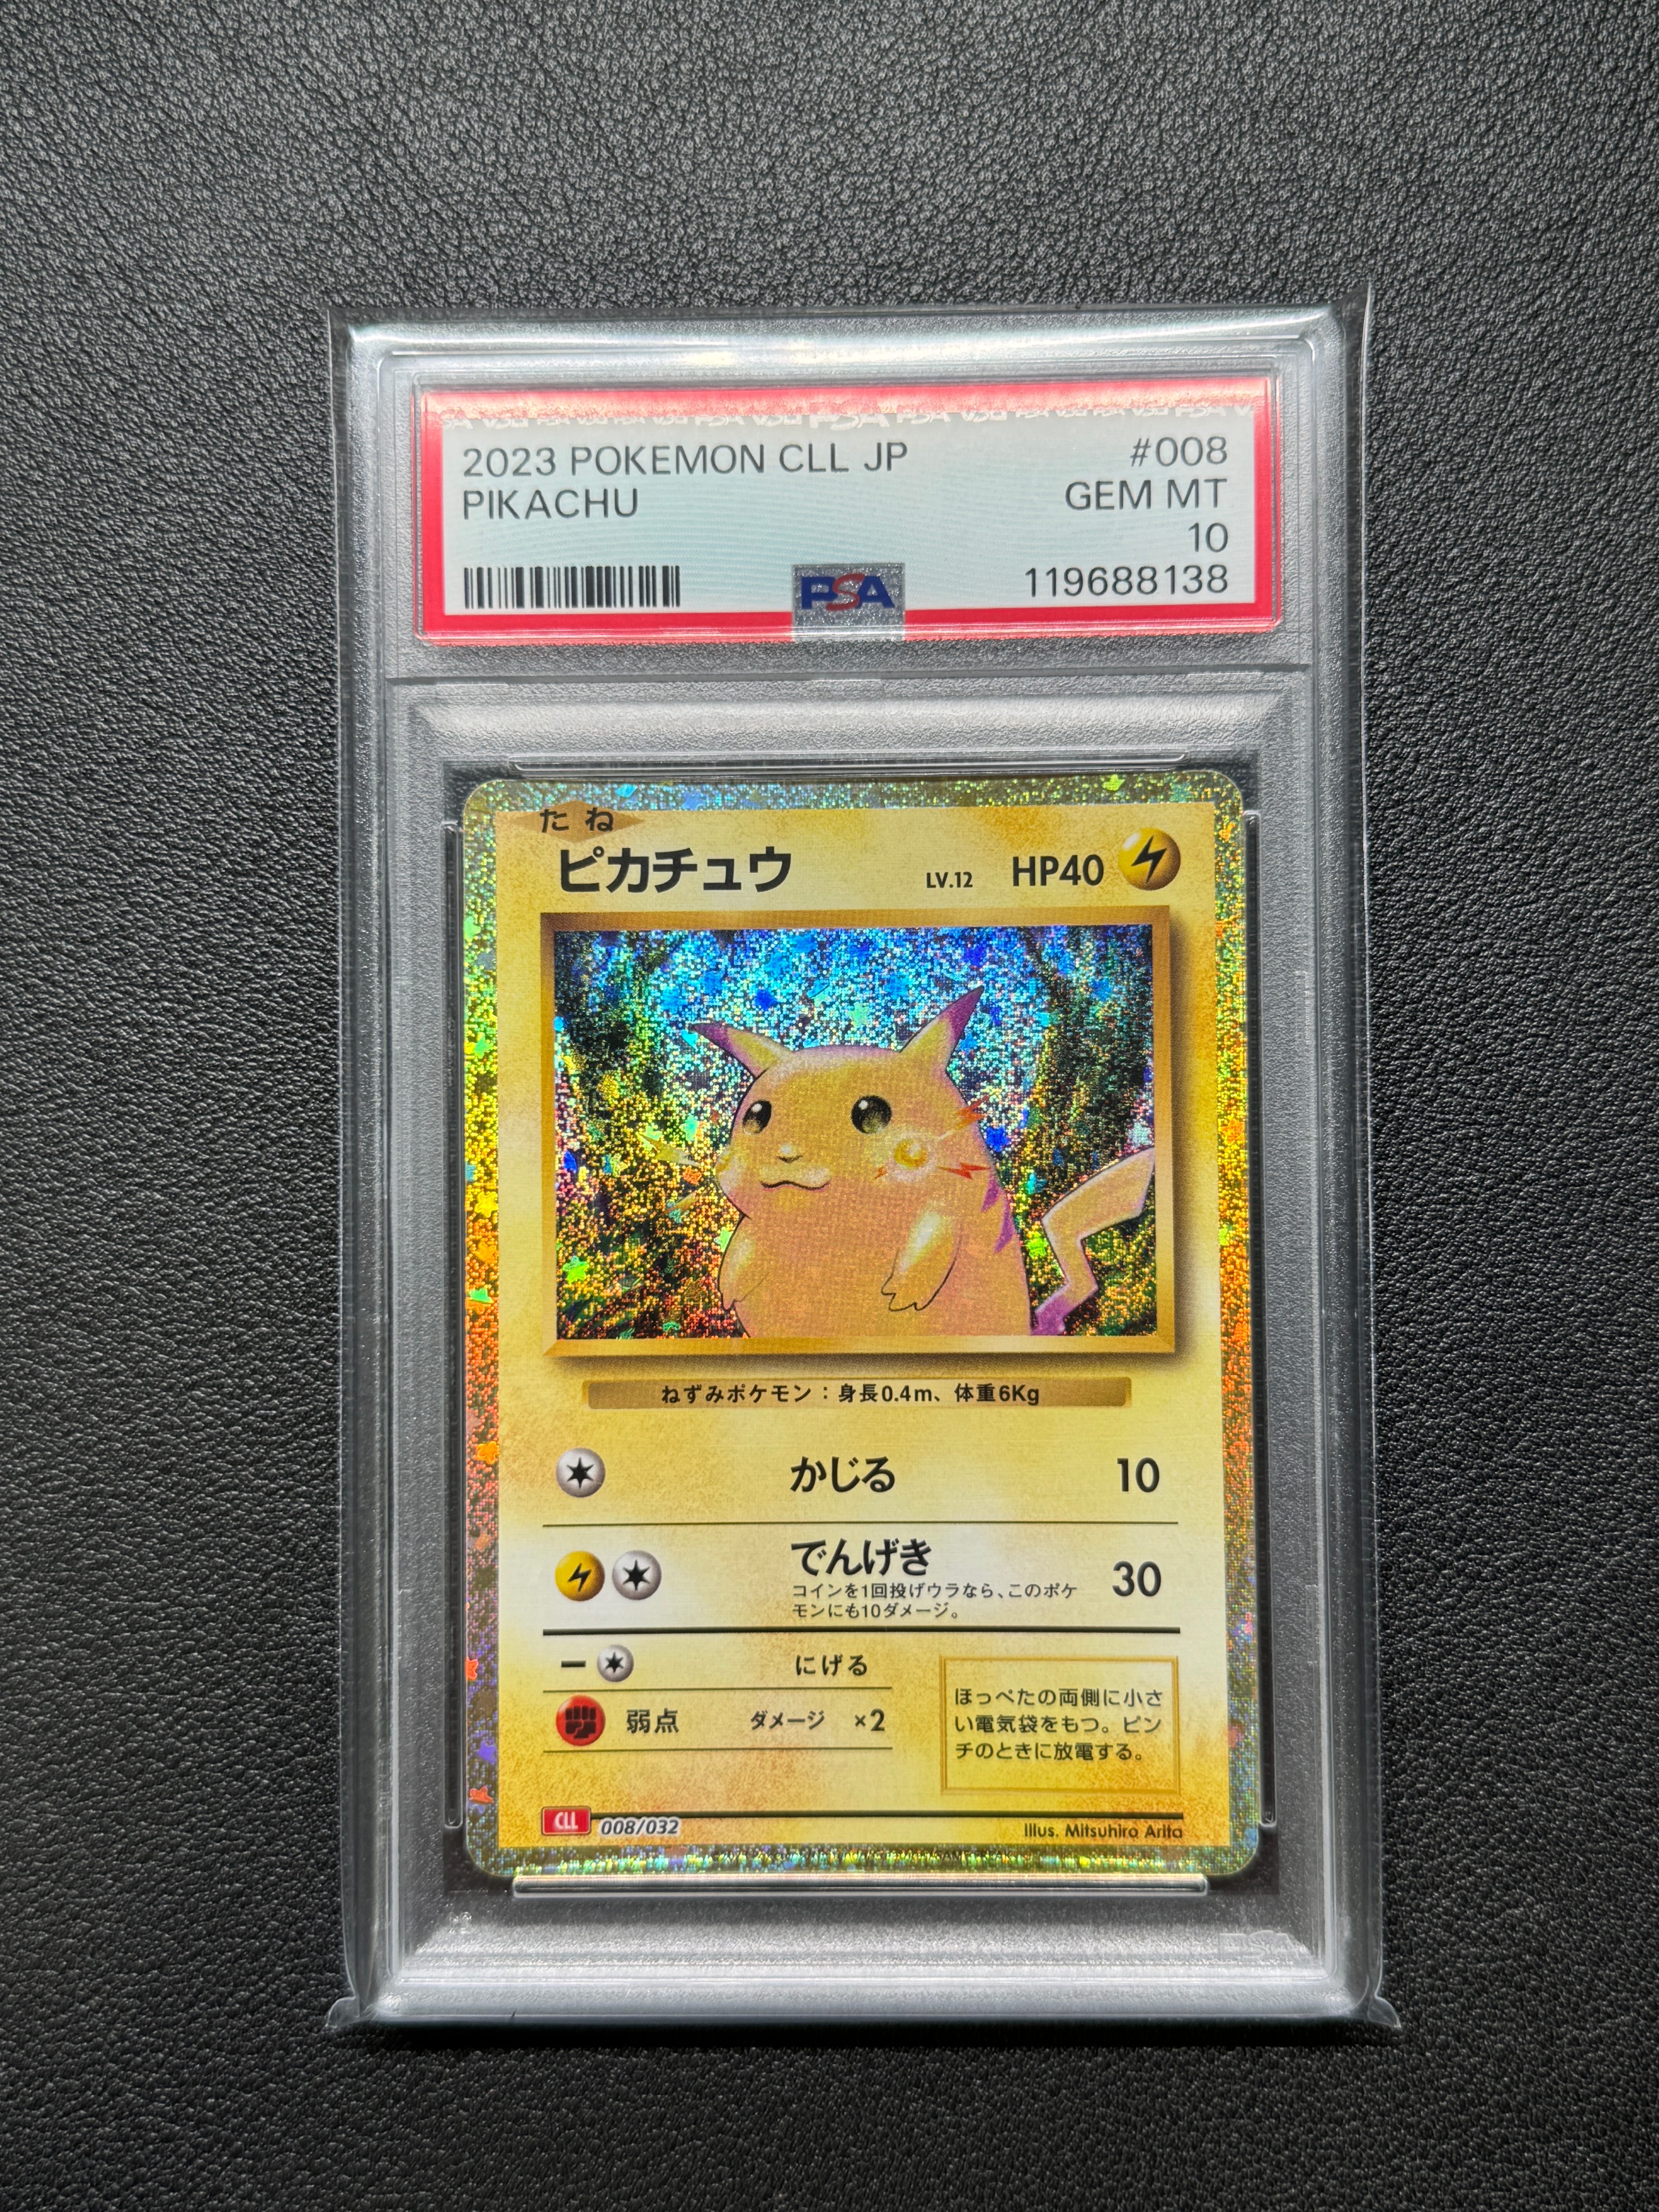 2023 POKEMON CLL JP #008
PIKACHU GEM MT
10
PSA 119688138
たね
ピカチュウ LV.12 HP40
ねずみポケモン：身長0.4m、体重6Kg
かじる 10
でんげき 30
コインを1回投げウラなら、このポケ
モンにも10ダメージ。
にげる
弱点 ダメージ ×2
ほっぺたの両側に小さ
い電気袋をもつ。ピン
チのときに放電する。
CLL 008/032 Illus. Mitsuhiro Arita